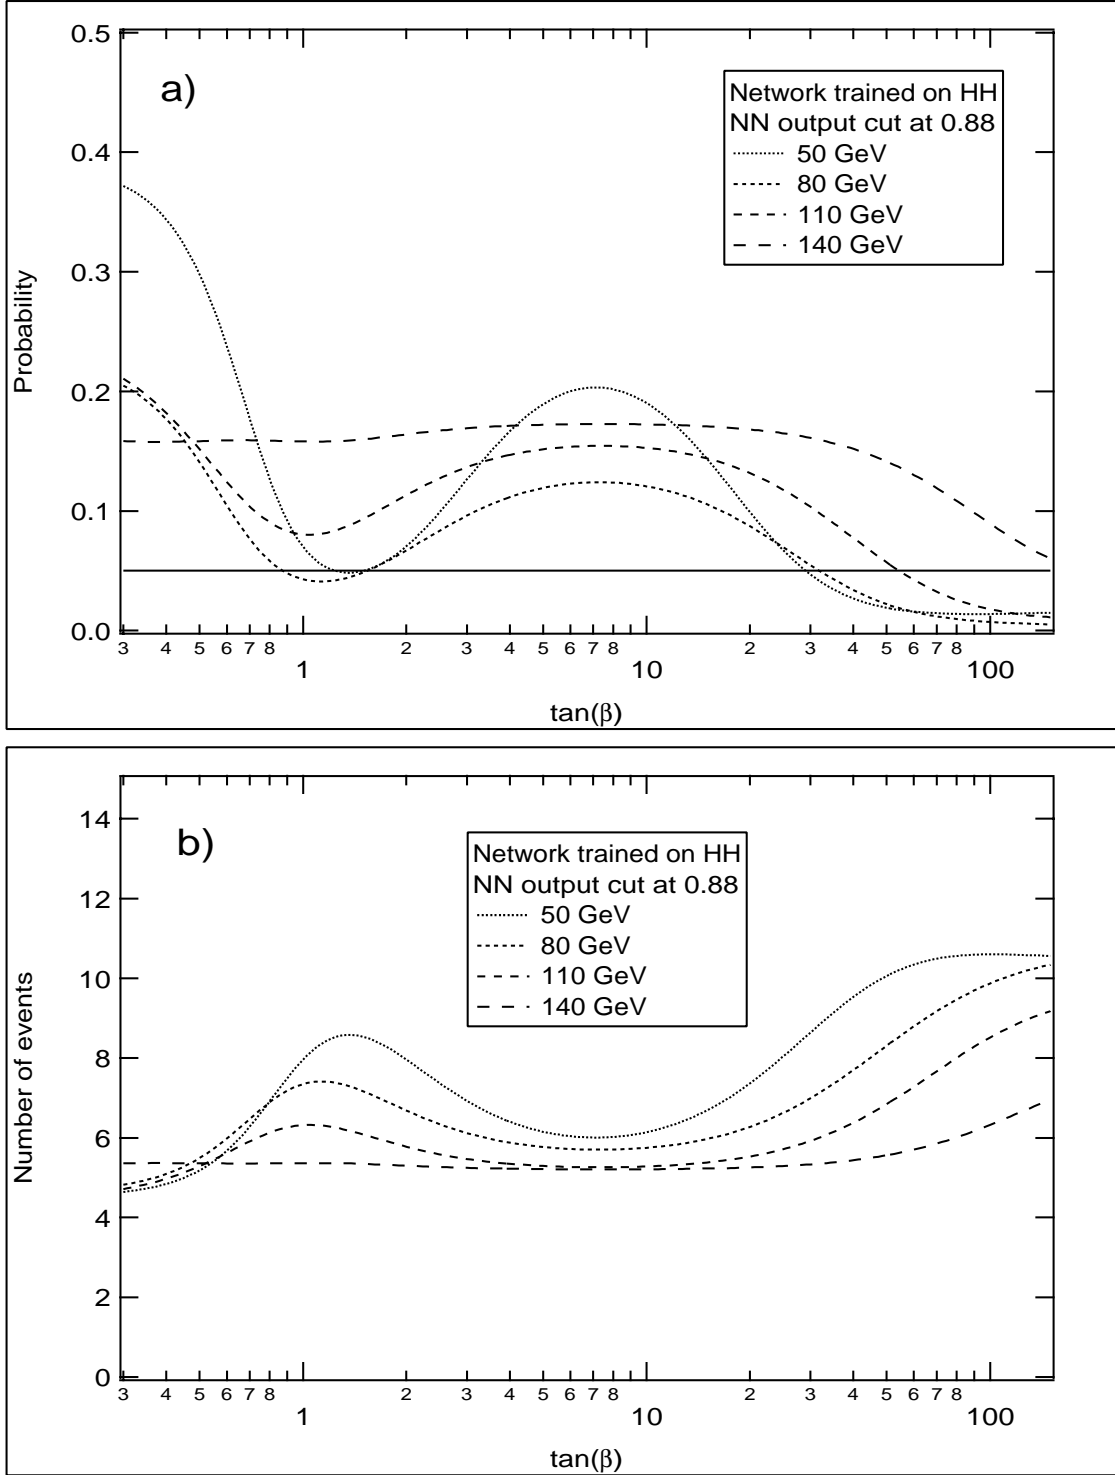 a)
Network trained on HH
NN output cut at 0.88
50 GeV
80 GeV
110 GeV
140 GeV
Probability
0.5
0.4
0.3
0.2
0.1
0.0
3 4 5 6 7 8 2 3 4 5 6 7 8 2 3 4 5 6 7 8
1 10 100
tan(β)
b)
Network trained on HH
NN output cut at 0.88
50 GeV
80 GeV
110 GeV
140 GeV
Number of events
14
12
10
8
6
4
2
0
3 4 5 6 7 8 2 3 4 5 6 7 8 2 3 4 5 6 7 8
1 10 100
tan(β)